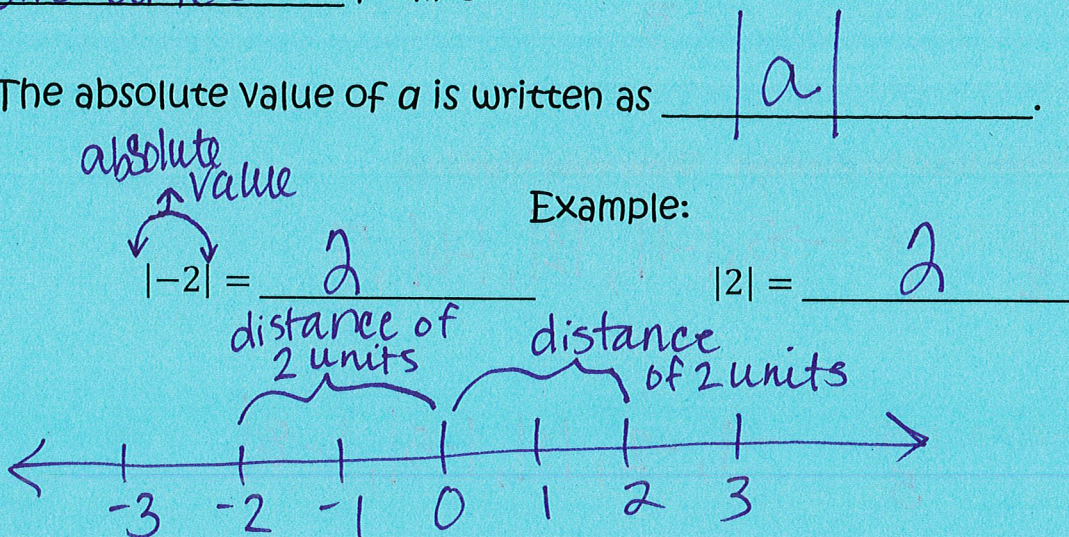 The absolute value of a is written as |a|.
absolute
value
Example:
|−2| = 2
|2| = 2
distance of
2 units
distance
of 2 units
-3 -2 -1 0 1 2 3